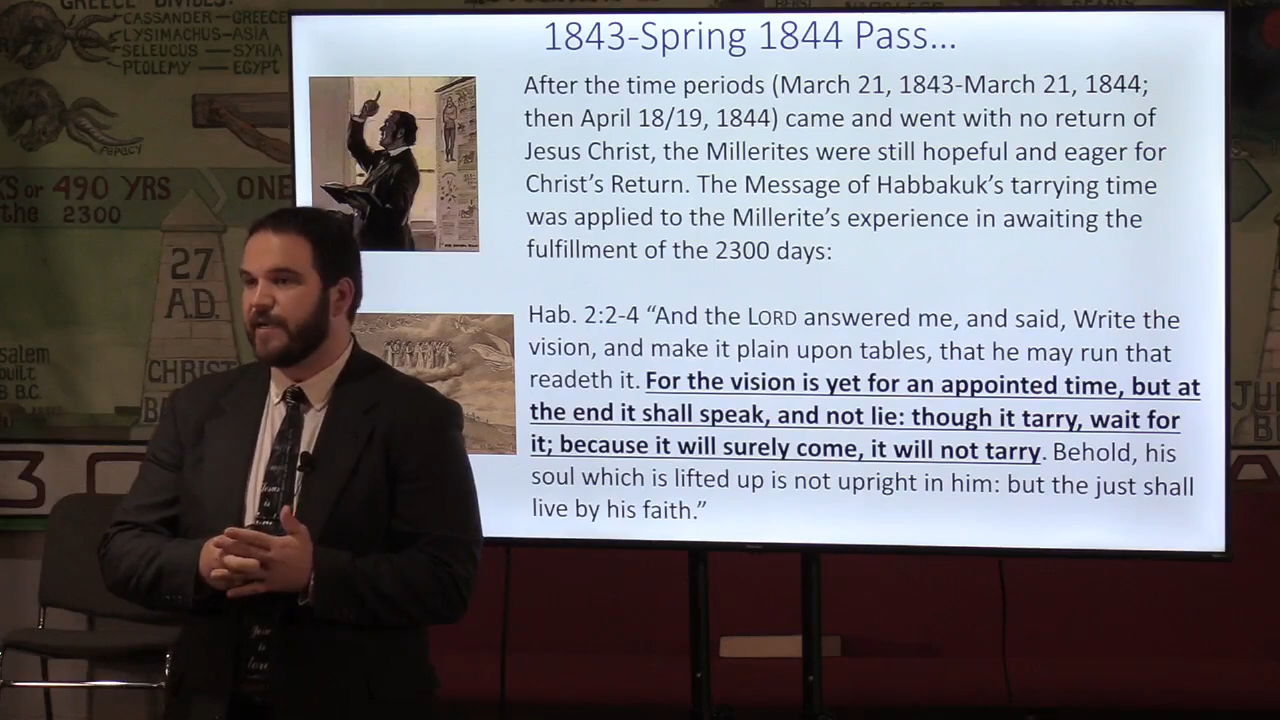 GREECE DIVIDES:
CASSANDER — GREECE
LYSIMACHUS — ASIA
SELEUCUS — SYRIA
PTOLEMY — EGYPT
PAPACY
OR 490 YRS
the 2300
ONE
27
A.D.
CHRIST
B.C.
30
1843-Spring 1844 Pass...
After the time periods (March 21, 1843-March 21, 1844;
then April 18/19, 1844) came and went with no return of
Jesus Christ, the Millerites were still hopeful and eager for
Christ's Return. The Message of Habbakuk's tarrying time
was applied to the Millerite's experience in awaiting the
fulfillment of the 2300 days:
Hab. 2:2-4 “And the LORD answered me, and said, Write the
vision, and make it plain upon tables, that he may run that
readeth it. For the vision is yet for an appointed time, but at
the end it shall speak, and not lie: though it tarry, wait for
it; because it will surely come, it will not tarry. Behold, his
soul which is lifted up is not upright in him: but the just shall
live by his faith.”
Jesus
is
Jesus
is
love